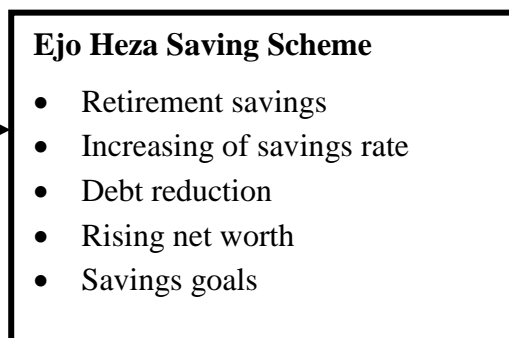 Ejo Heza Saving Scheme
• Retirement savings
• Increasing of savings rate
• Debt reduction
• Rising net worth
• Savings goals